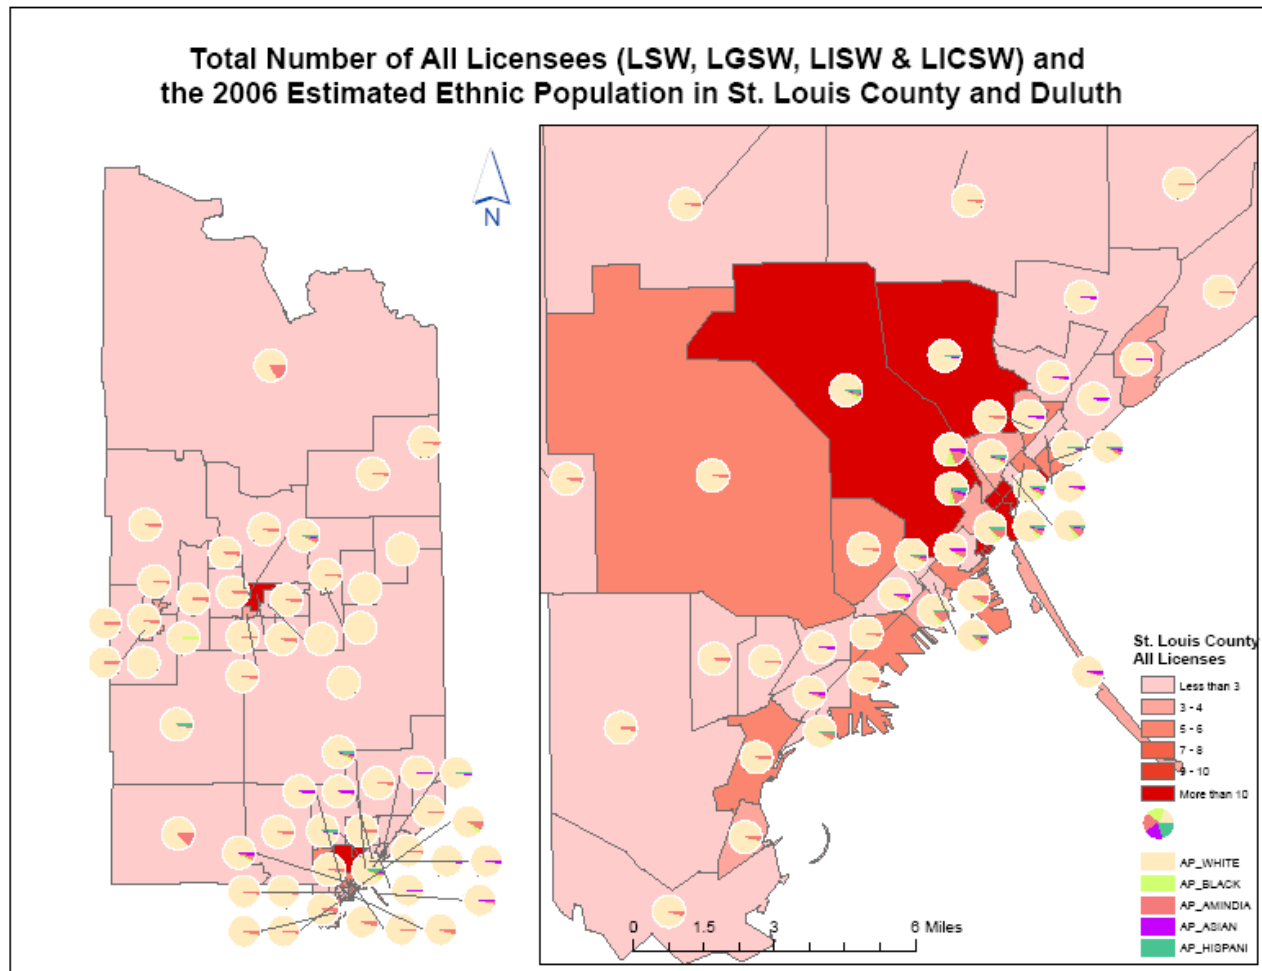 Total Number of All Licensees (LSW, LGSW, LISW & LICSW) and
the 2006 Estimated Ethnic Population in St. Louis County and Duluth
N
St. Louis County
All Licenses
Less than 3
3 - 4
5 - 6
7 - 8
9 - 10
More than 10
AP_WHITE
AP_BLACK
AP_AMINDIA
AP_ASIAN
AP_HISPANI
0 1.5 3 6 Miles